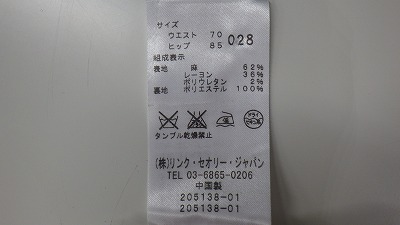 サイズ
ウエスト 70
ヒップ 85 028
組成表示
表地 麻 62%
レーヨン 36%
ポリウレタン 2%
裏地 ポリエステル 100%
ドライ
タンブル乾燥禁止
(株)リンク・セオリー・ジャパン
TEL 03-6865-0206
中国製
205138-01
205138-01